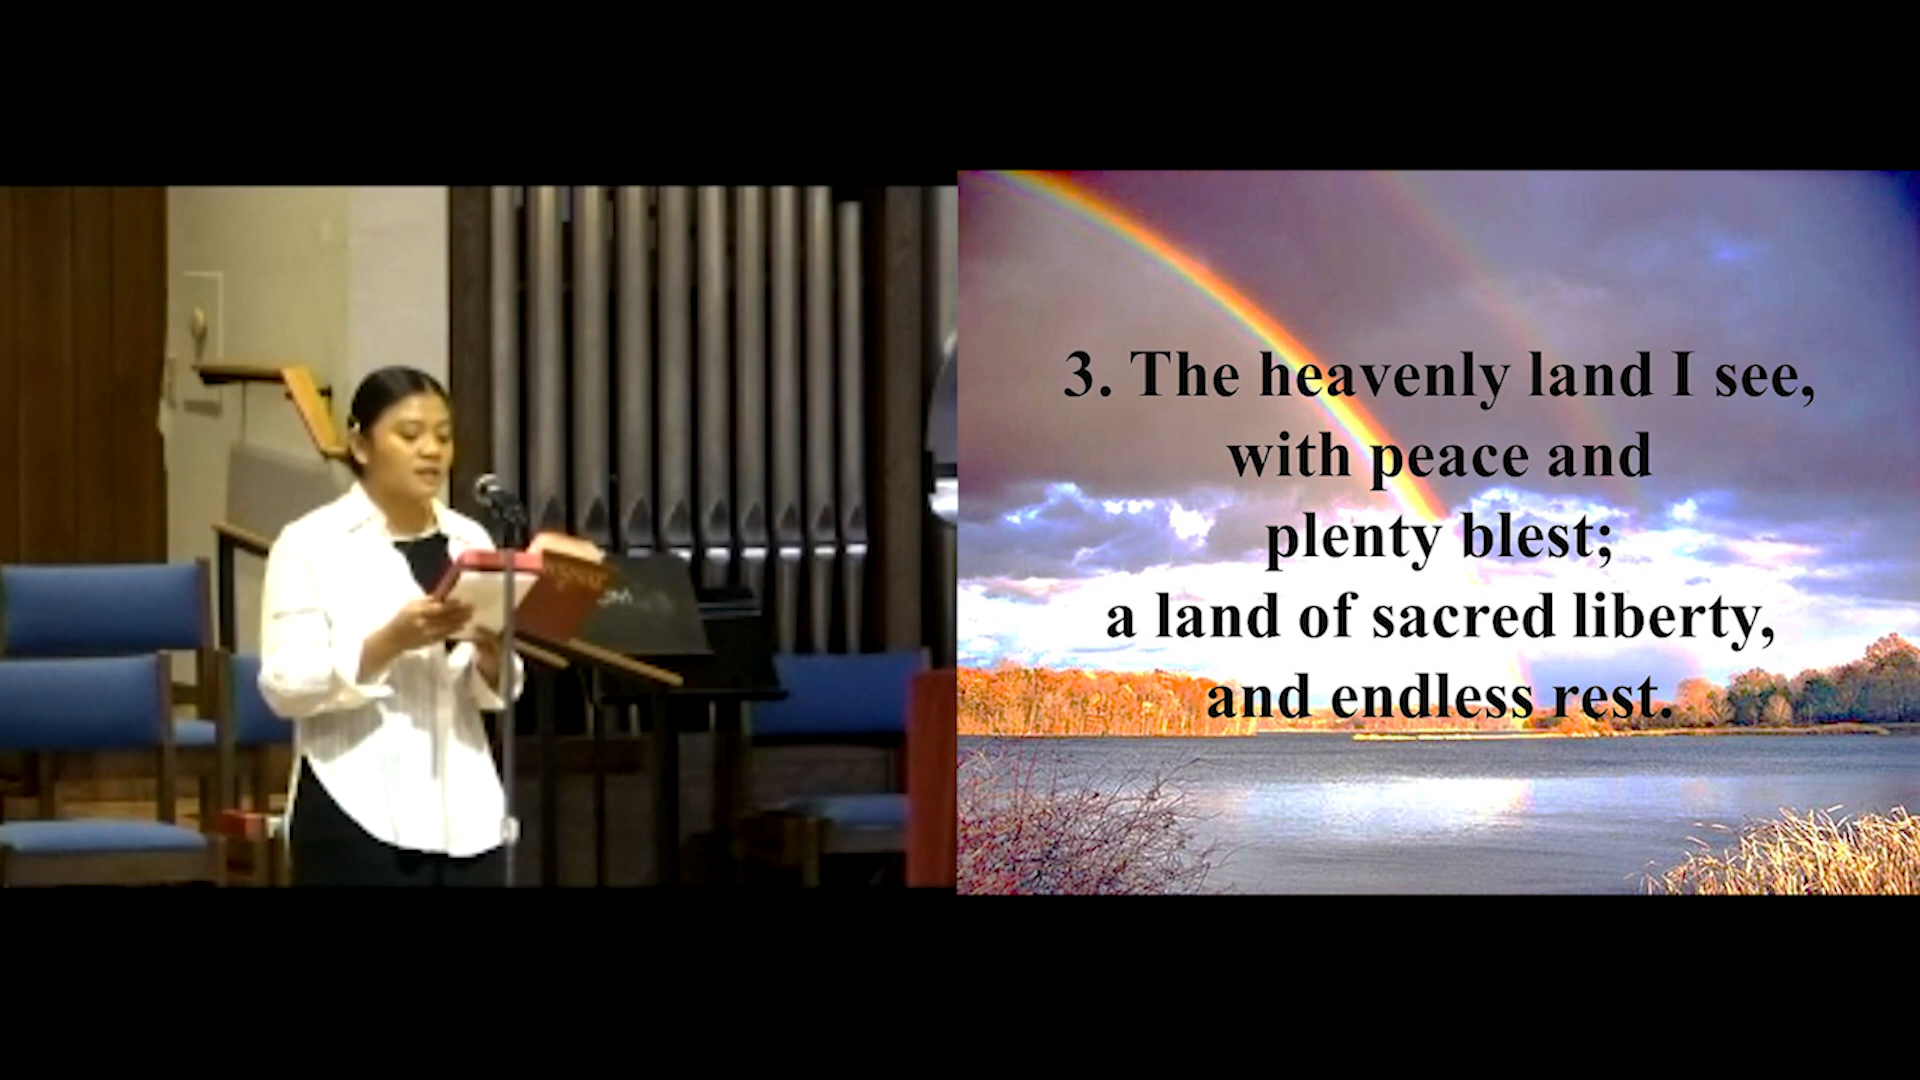 3. The heavenly land I see,
with peace and
plenty blest;
a land of sacred liberty,
and endless rest.